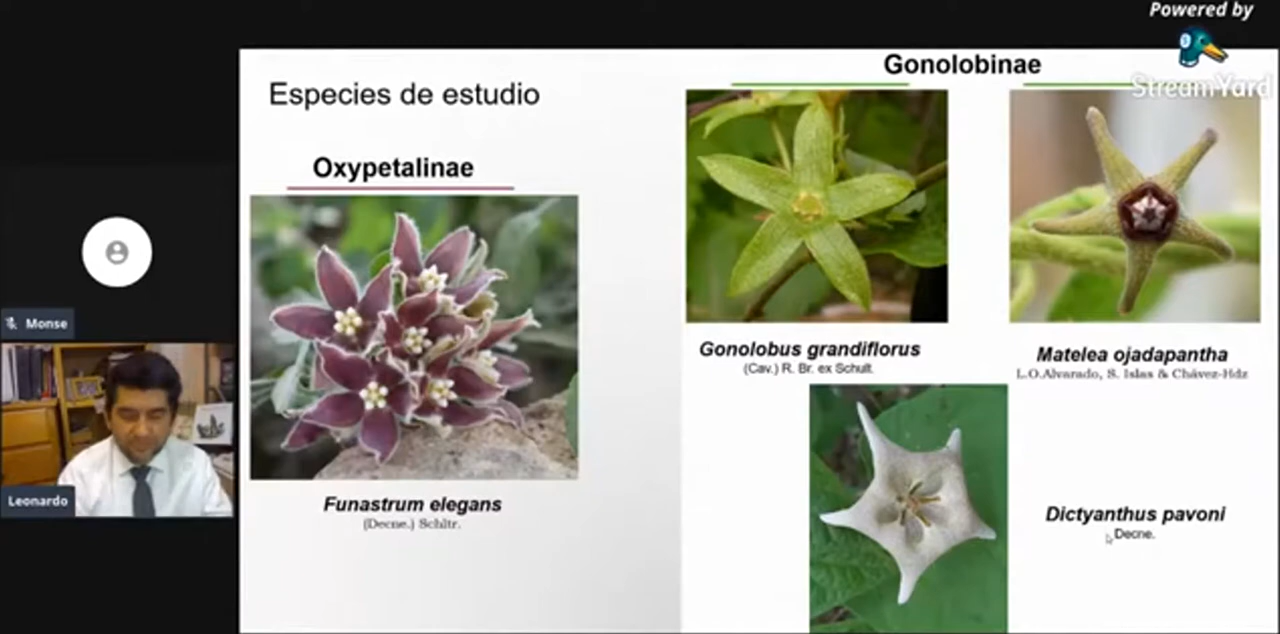 Powered by
StreamYard
Especies de estudio
Oxypetalinae
Funastrum elegans
(Decne.) Schltr.
Gonolobinae
Gonolobus grandiflorus
(Cav.) R. Br. ex Schult.
Matelea ojadapantha
L.O.Alvarado, S. Islas & Chávez-Hdz
Dictyanthus pavoni
Decne.
Monse
Leonardo